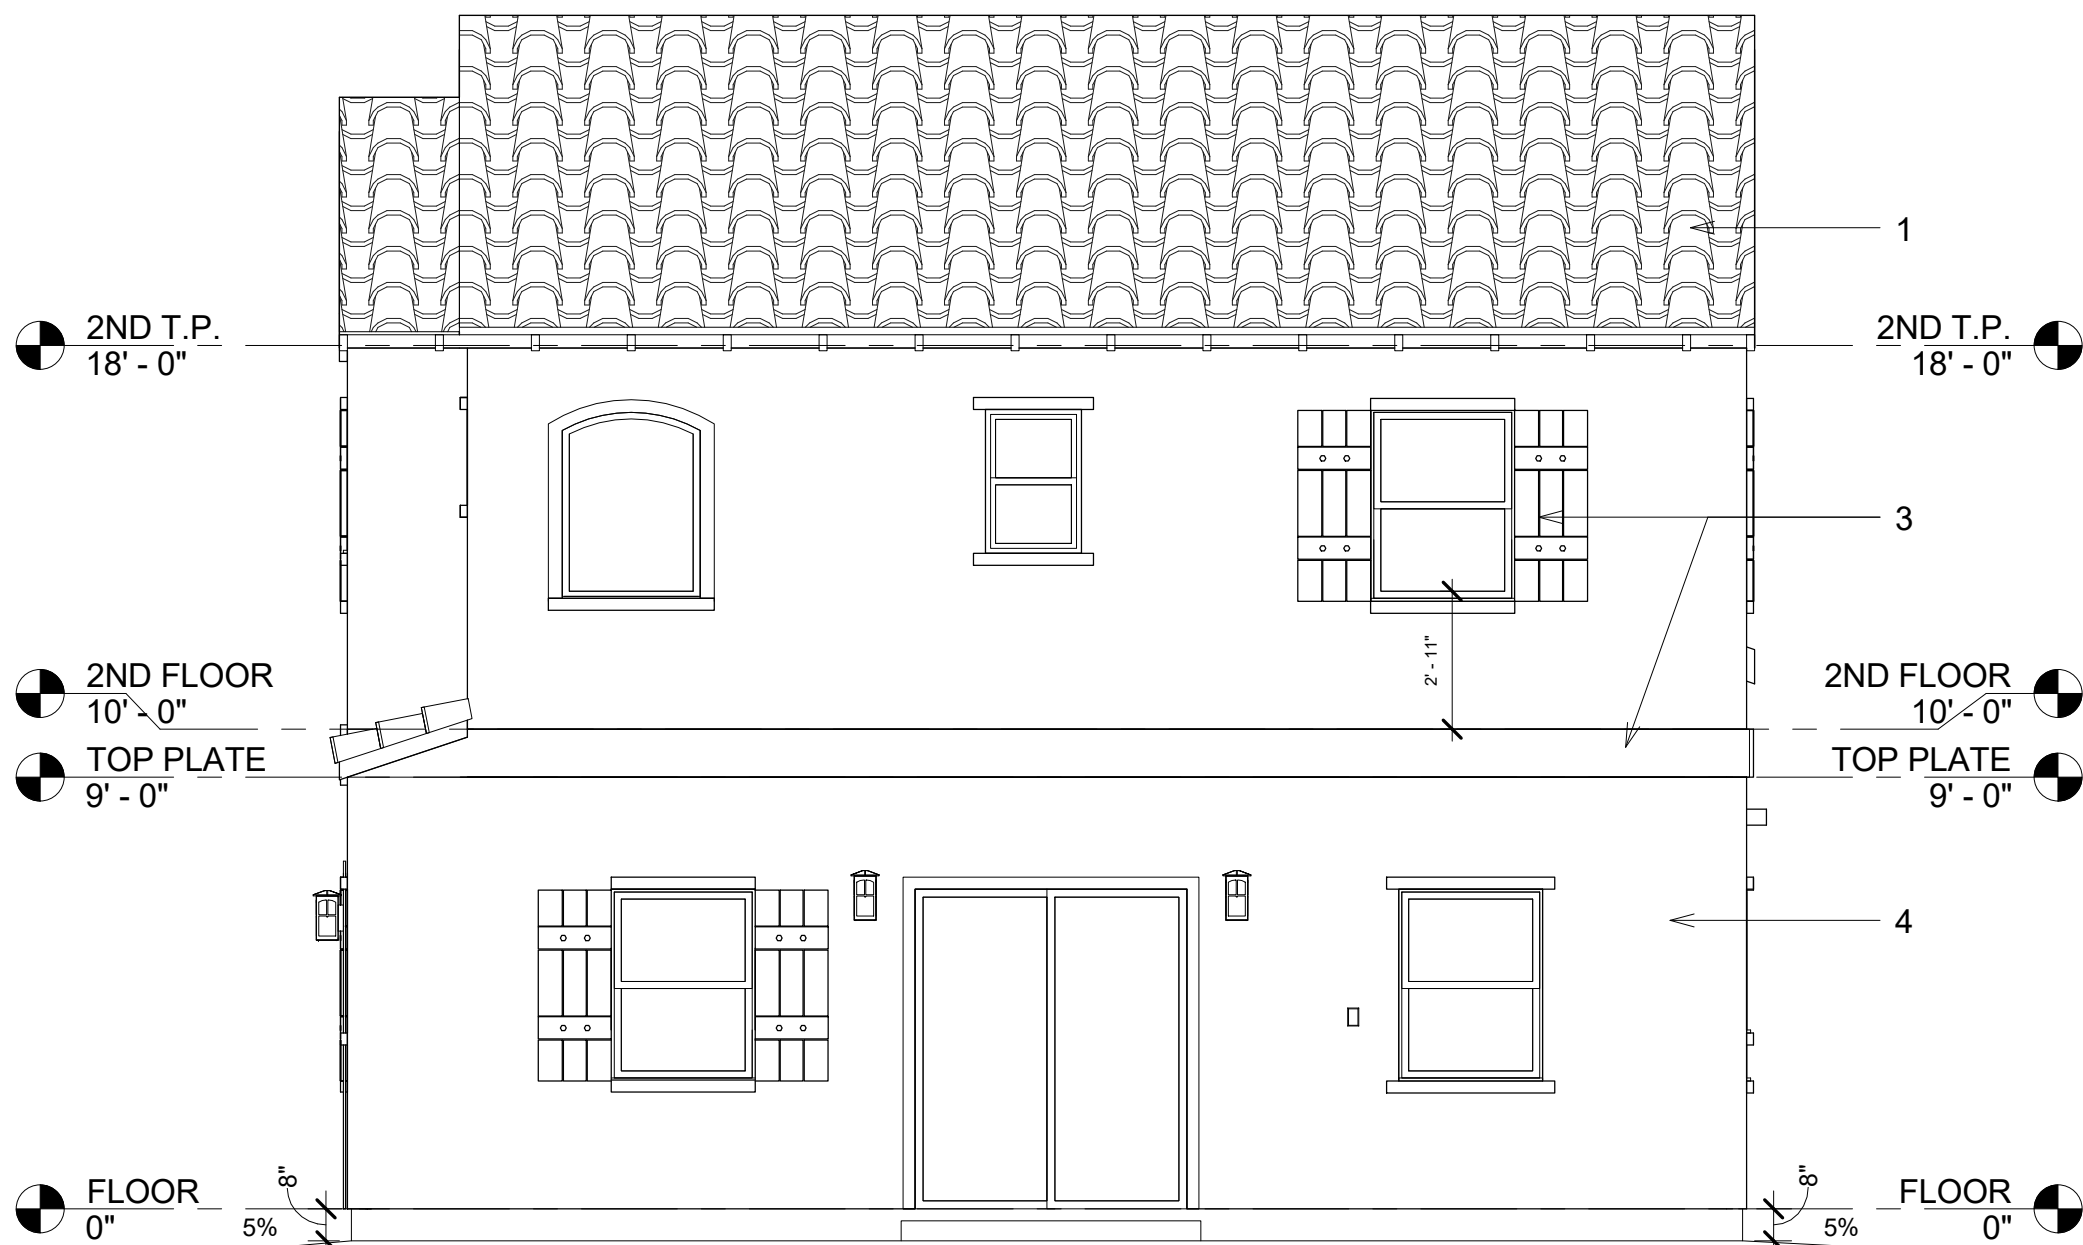 1
2ND T.P.
18' - 0"
2ND T.P.
18' - 0"
3
2' - 11"
2ND FLOOR
10' - 0"
2ND FLOOR
10' - 0"
TOP PLATE
9' - 0"
TOP PLATE
9' - 0"
4
FLOOR
0"
8"
5%
8"
5%
FLOOR
0"